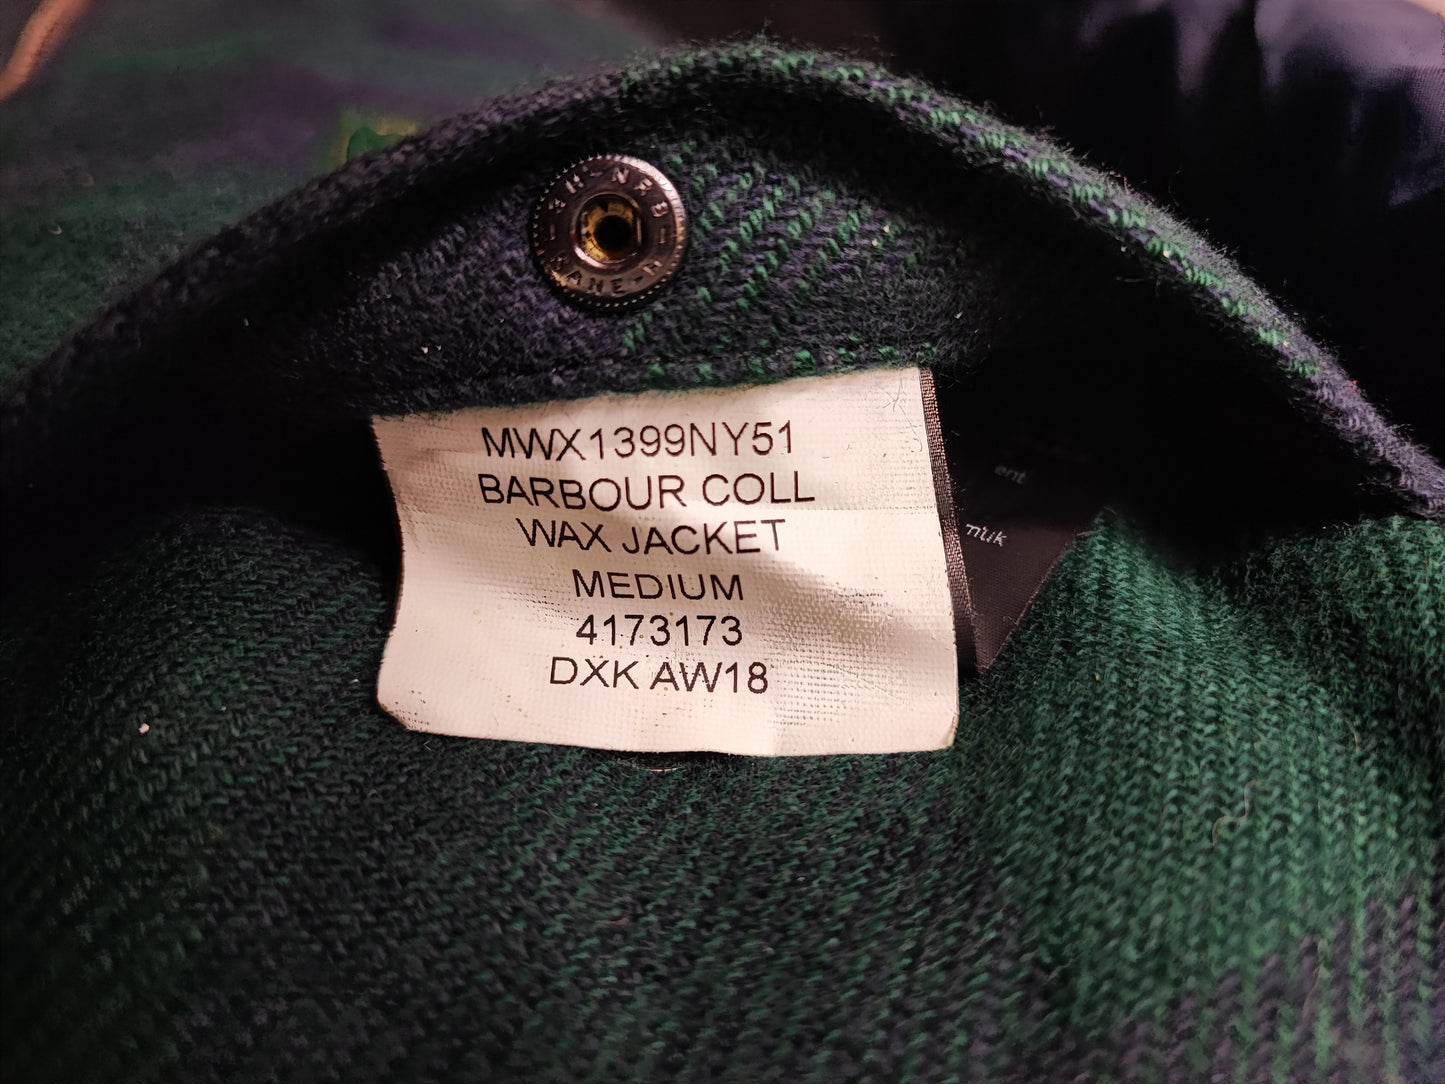 MWX1399NY51
BARBOUR COLL
WAX JACKET
MEDIUM
4173173
DXK AW18